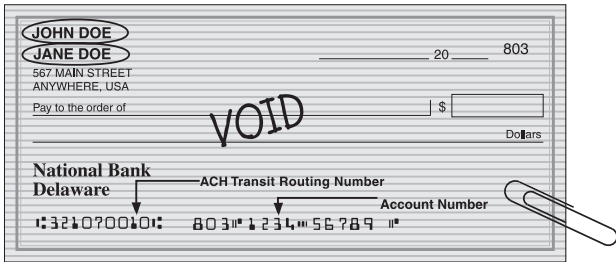 JOHN DOE
JANE DOE
567 MAIN STREET
ANYWHERE, USA
20 803
Pay to the order of $
VOID
Dollars
National Bank
Delaware
ACH Transit Routing Number
Account Number
⑆321070010⑆ 803⑈1234⑉56789 ⑈